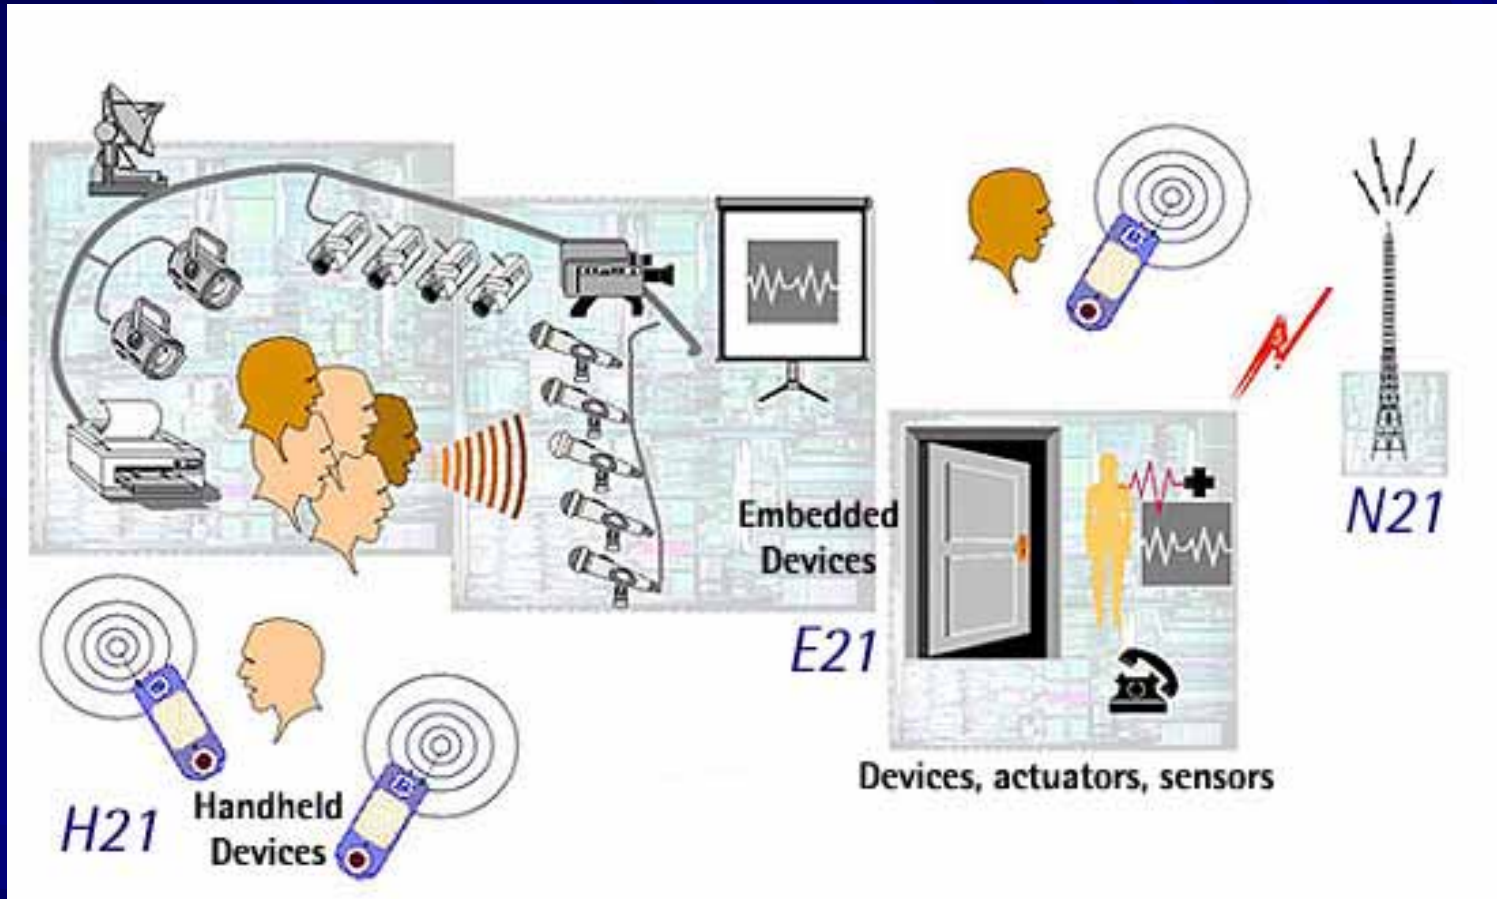 Embedded
Devices
E21
N21
Devices, actuators, sensors
H21
Handheld
Devices